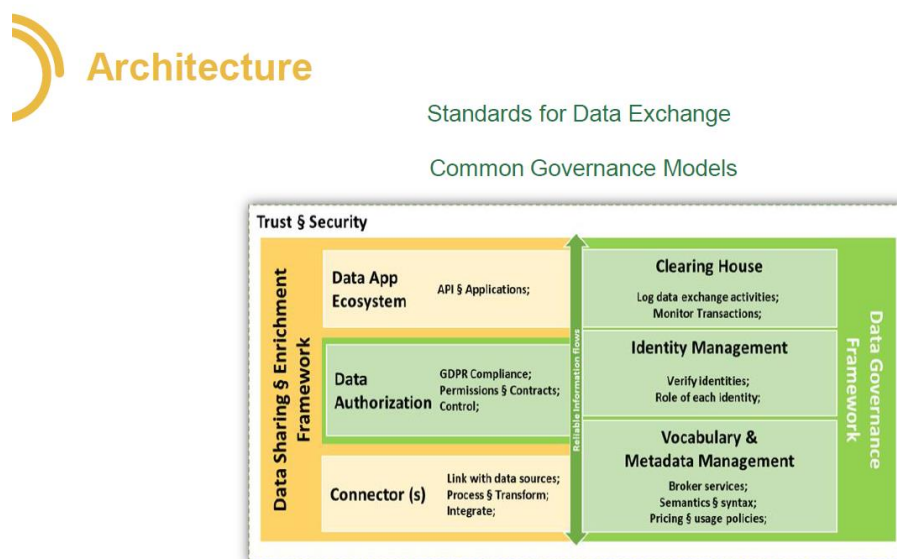 Architecture
Standards for Data Exchange
Common Governance Models
Trust § Security
Data Sharing § Enrichment
Framework
Data App
Ecosystem
API § Applications;
Data
Authorization
GDPR Compliance;
Permissions § Contracts;
Control;
Connector (s)
Link with data sources;
Process § Transform;
Integrate;
Reliable Information flows
Clearing House
Log data exchange activities;
Monitor Transactions;
Identity Management
Verify identities;
Role of each identity;
Vocabulary &
Metadata Management
Broker services;
Semantics § syntax;
Pricing § usage policies;
Data Governance
Framework